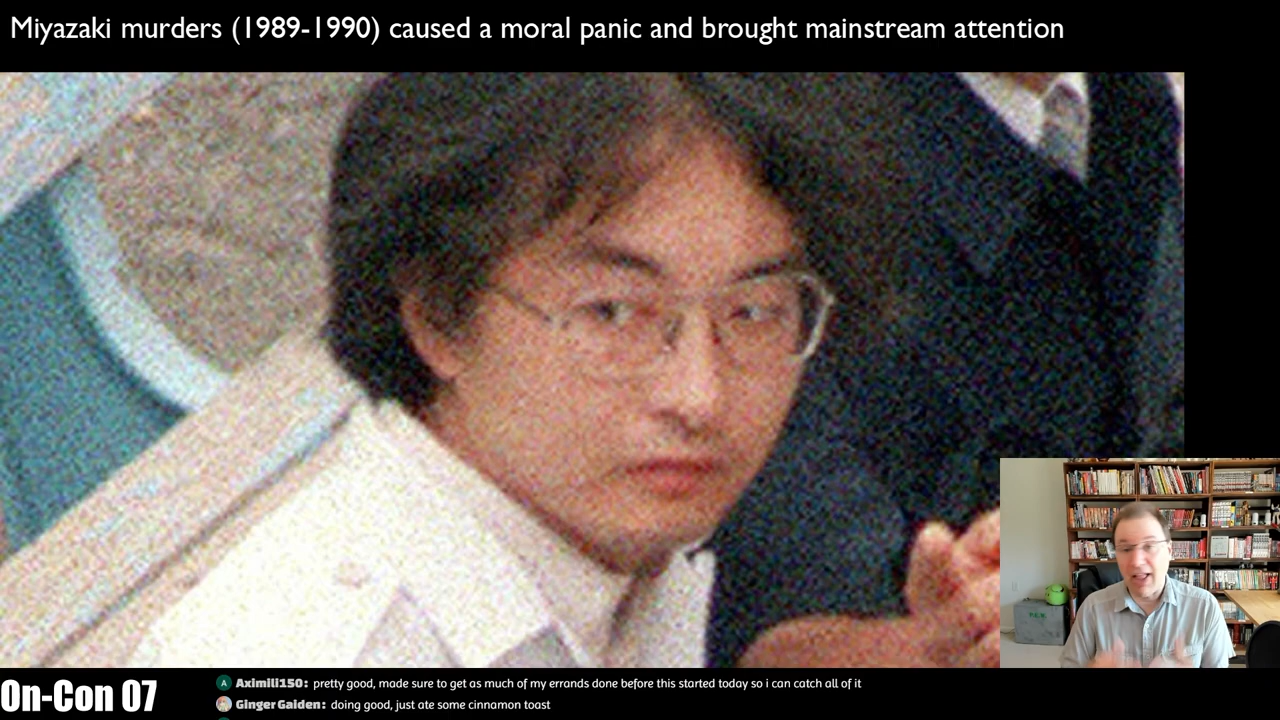 Miyazaki murders (1989-1990) caused a moral panic and brought mainstream attention
On-Con 07
A Aximili150: pretty good, made sure to get as much of my errands done before this started today so i can catch all of it
Ginger Galden: doing good, just ate some cinnamon toast